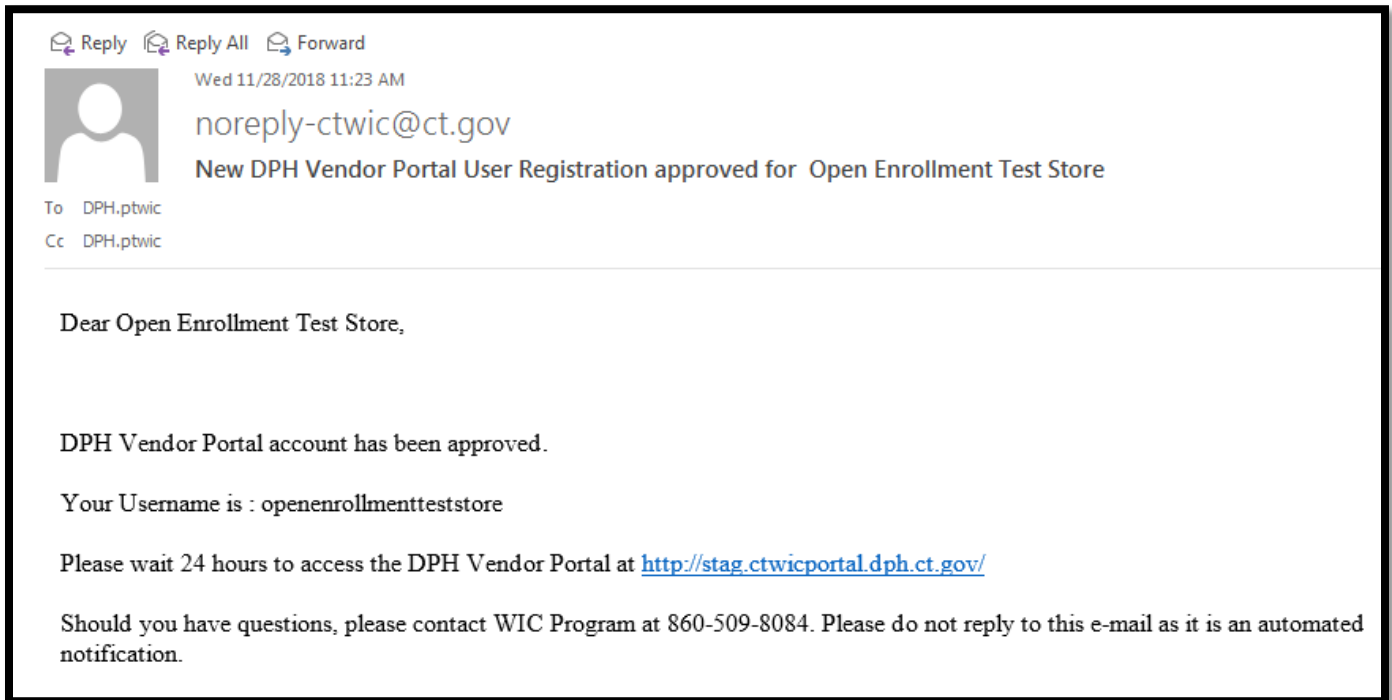 Reply Reply All Forward
Wed 11/28/2018 11:23 AM
noreply-ctwic@ct.gov
New DPH Vendor Portal User Registration approved for Open Enrollment Test Store
To DPH.ptwic
Cc DPH.ptwic
Dear Open Enrollment Test Store,
DPH Vendor Portal account has been approved.
Your Username is : openenrollmentteststore
Please wait 24 hours to access the DPH Vendor Portal at http://stag.ctwicportal.dph.ct.gov/
Should you have questions, please contact WIC Program at 860-509-8084. Please do not reply to this e-mail as it is an automated
notification.